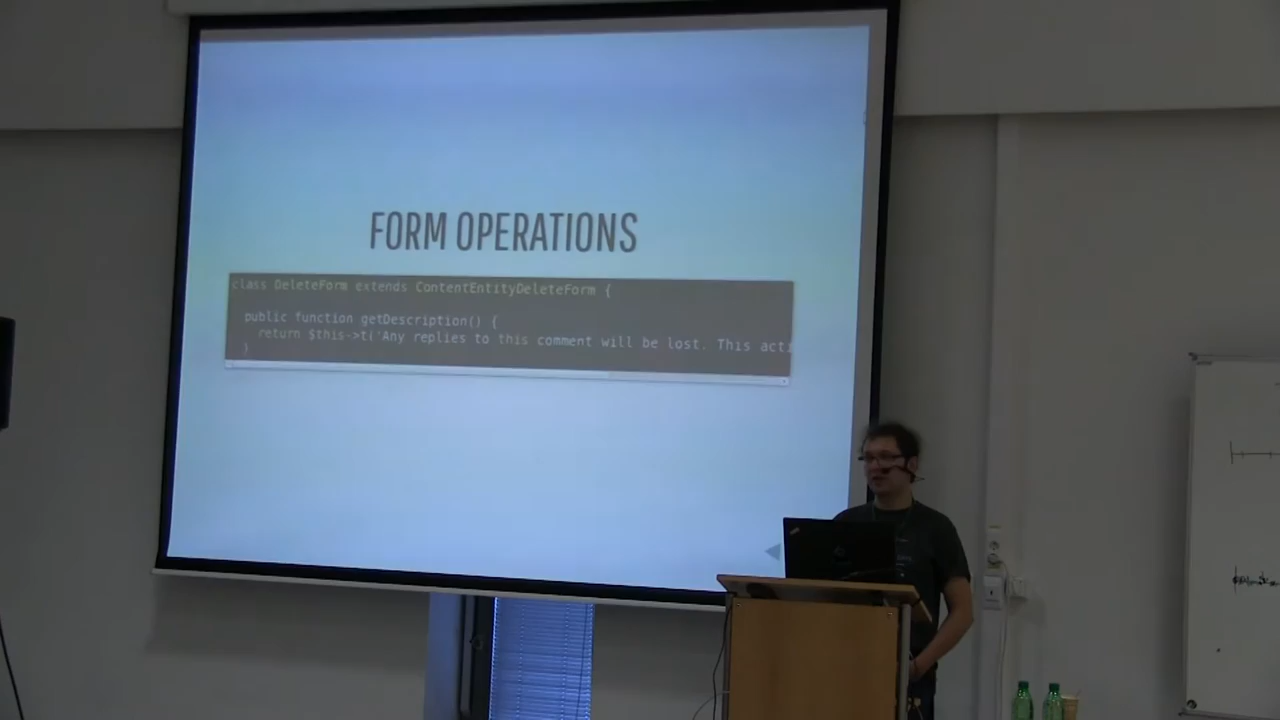 FORM OPERATIONS
class DeleteForm extends ContentEntityDeleteForm {
public function getDescription() {
return $this->t('Any replies to this comment will be lost. This acti
}